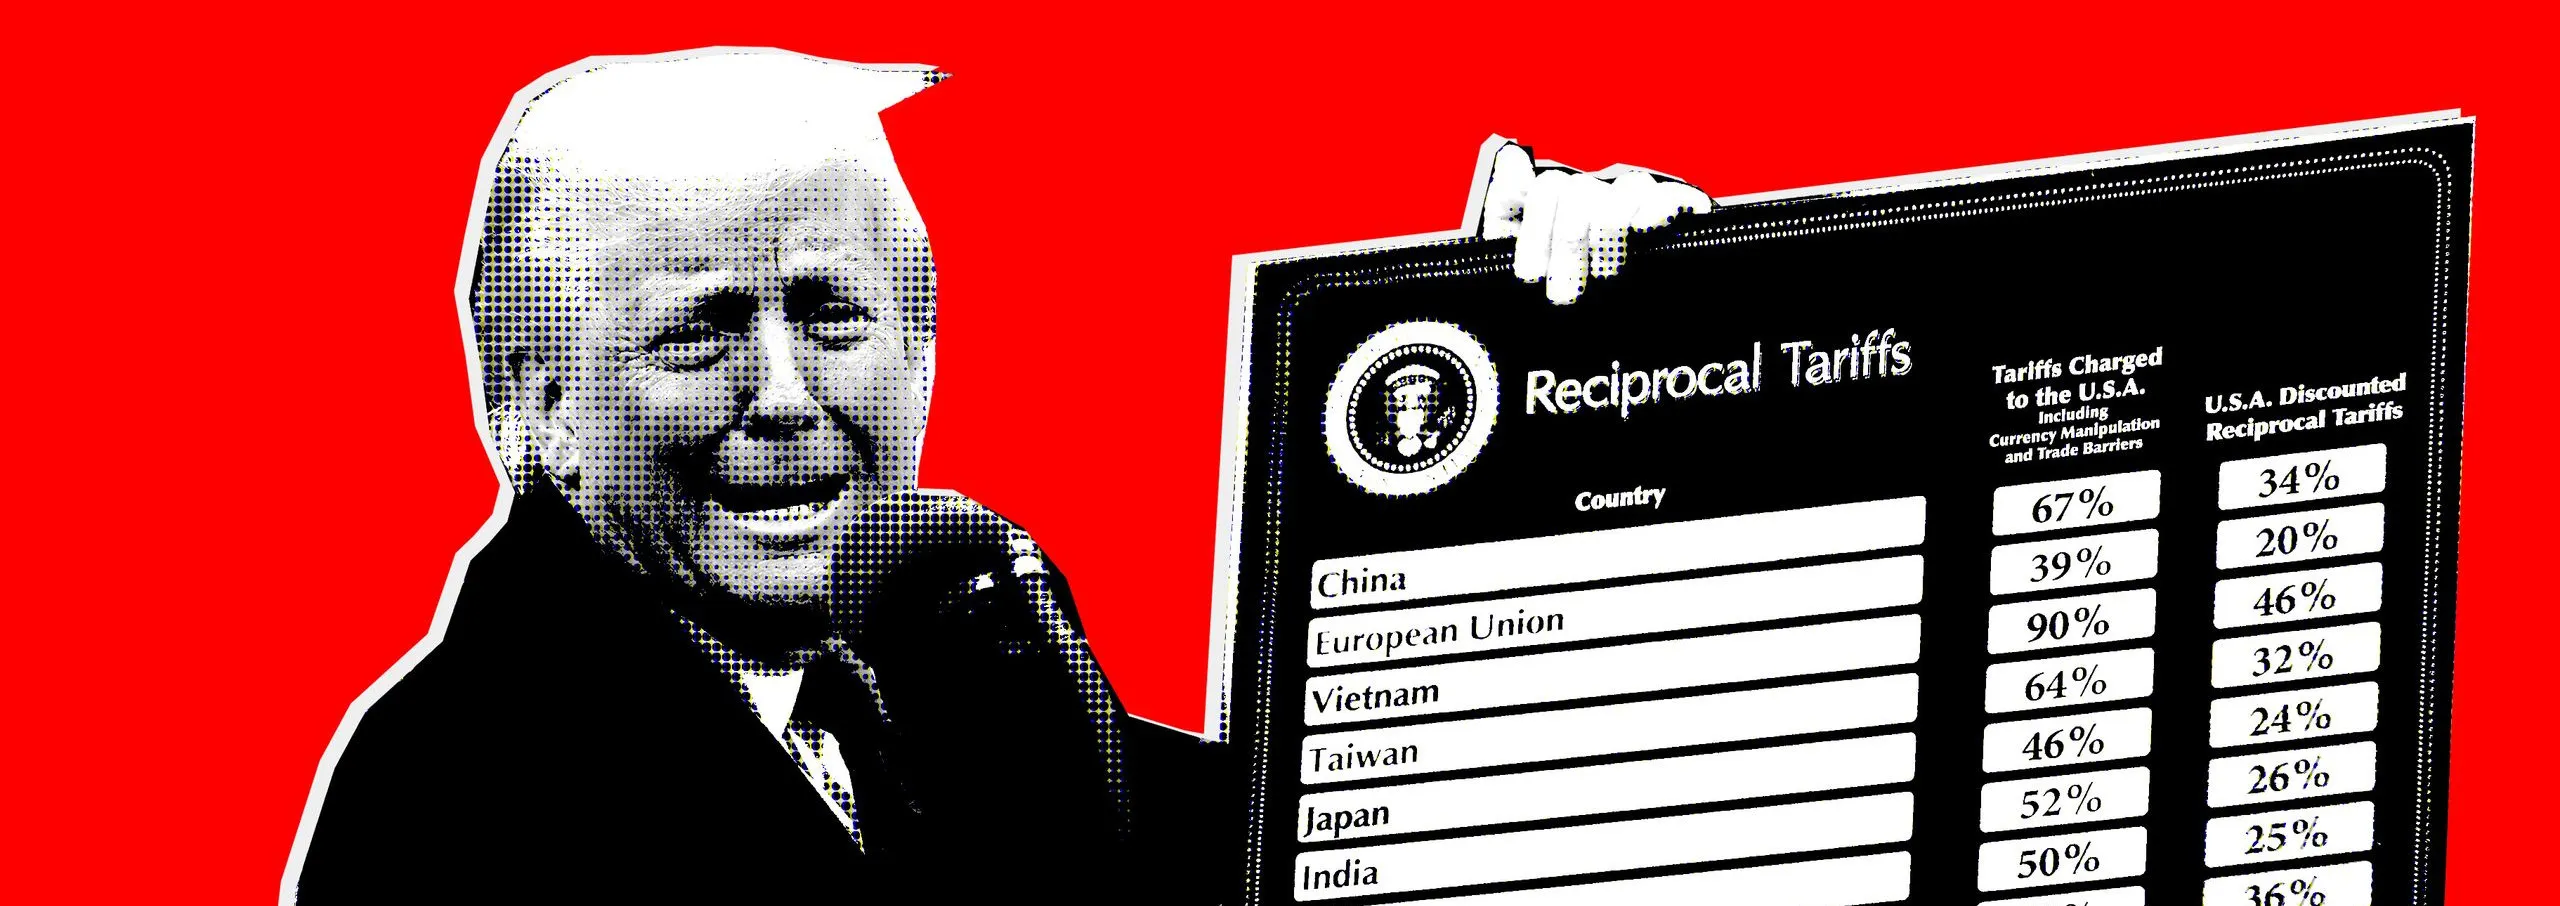 Reciprocal Tariffs
Country
Tariffs Charged
to the U.S.A.
Including
Currency Manipulation
and Trade Barriers
U.S.A. Discounted
Reciprocal Tariffs
China 67% 34%
European Union 39% 20%
Vietnam 90% 46%
Taiwan 64% 32%
Japan 46% 24%
India 52% 26%
50% 25%
36%